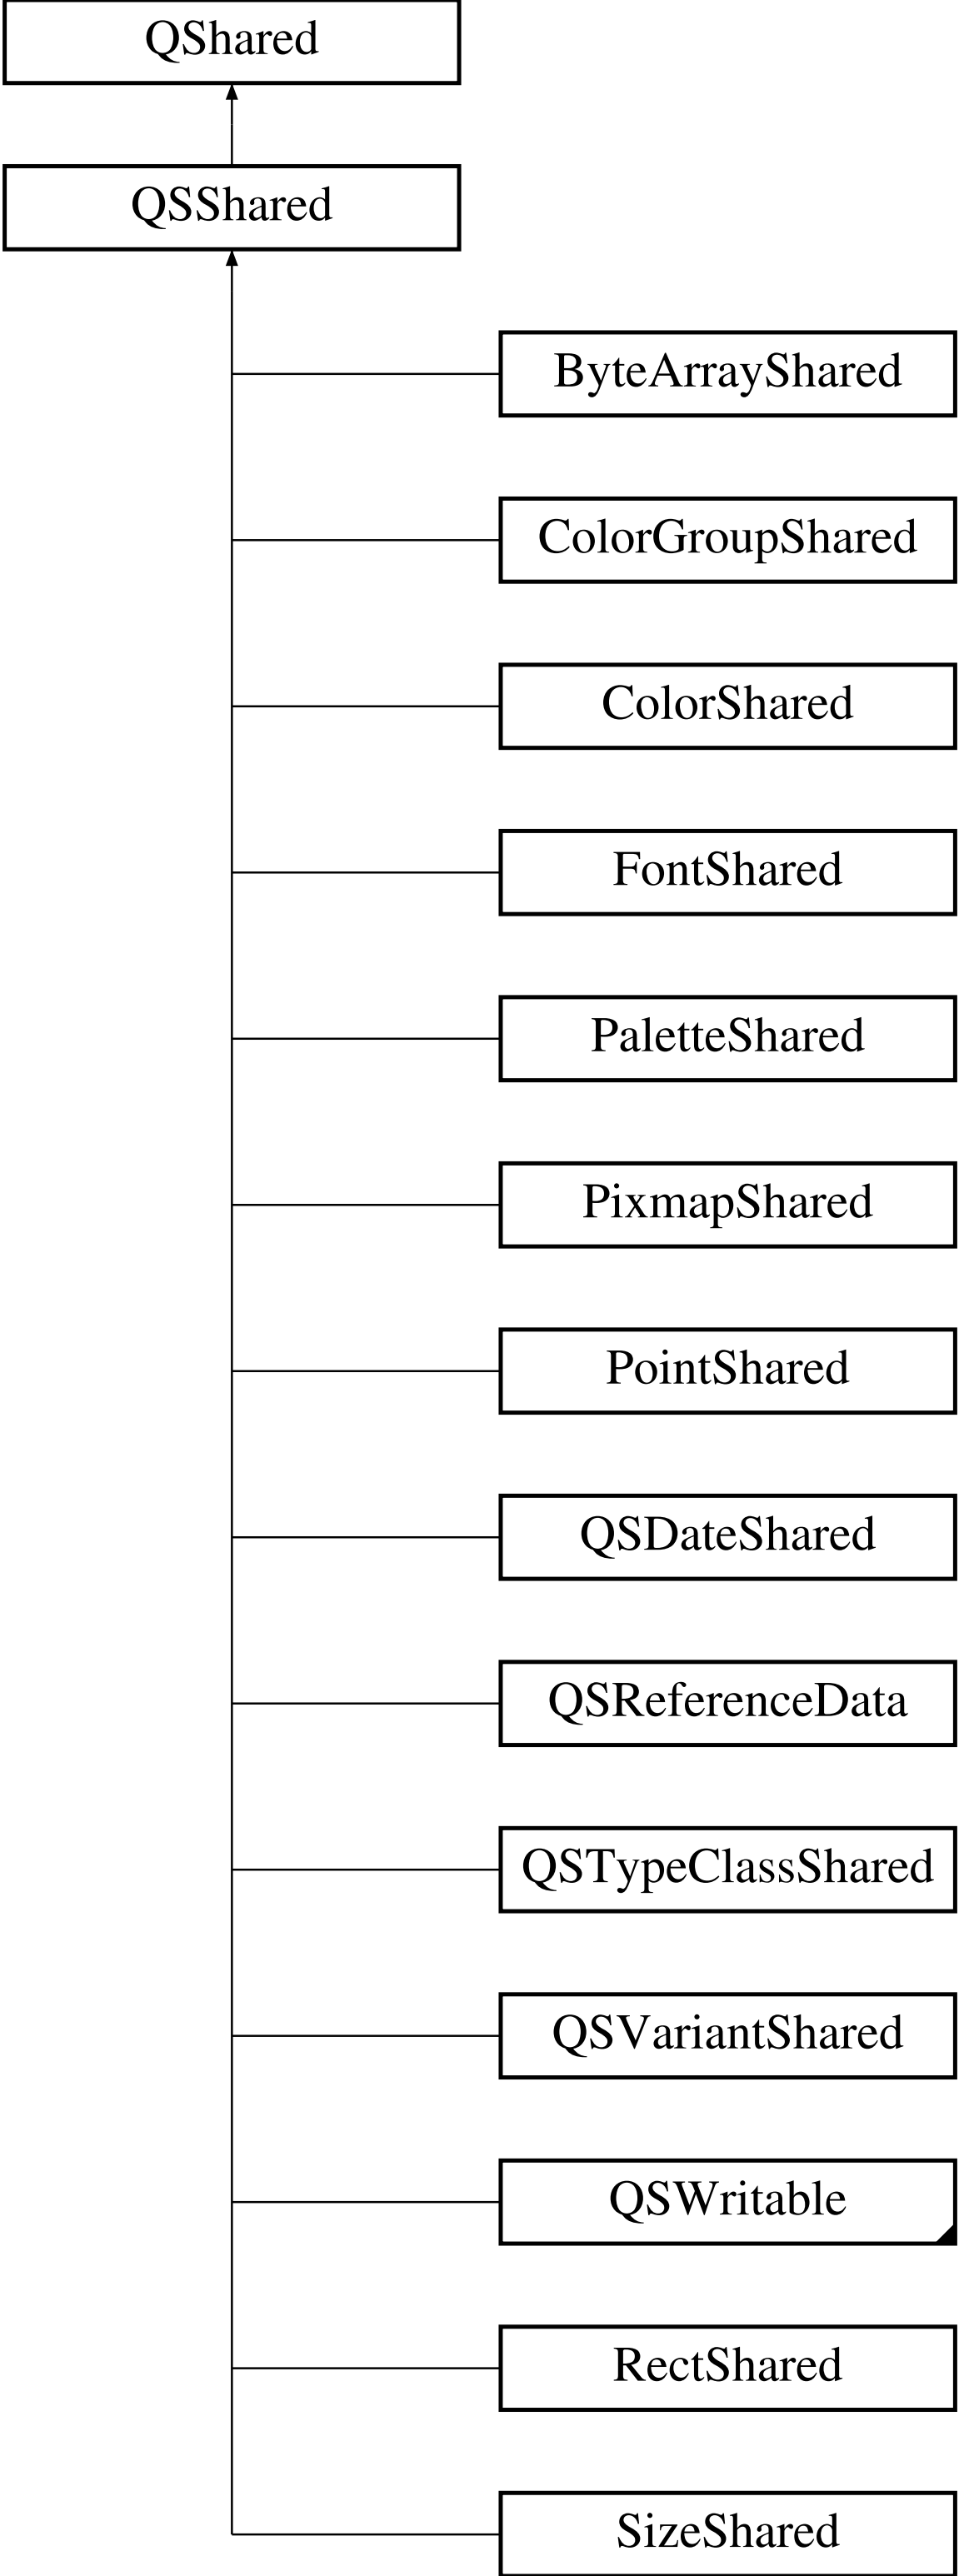 QShared
QSShared
ByteArrayShared
ColorGroupShared
ColorShared
FontShared
PaletteShared
PixmapShared
PointShared
QSDateShared
QSReferenceData
QSTypeClassShared
QSVariantShared
QSWritable
RectShared
SizeShared